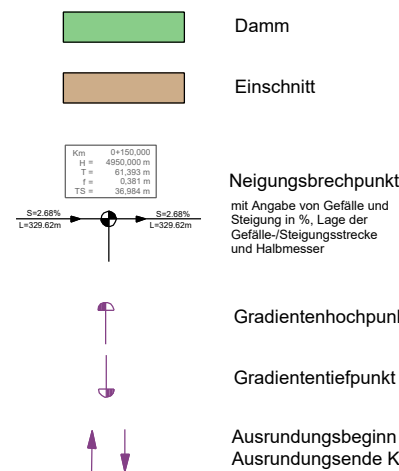 Damm
Einschnitt
Km 0+150,000
H = 4950,000 m
T = 61,393 m
f = 0,381 m
TS = 36,984 m
Neigungsbrechpunkt
mit Angabe von Gefälle und
Steigung in %, Lage der
Gefälle-/Steigungsstrecke
und Halbmesser
S=2.68% S=2.68%
L=329.62m L=329.62m
Gradientenhochpunk
Gradiententiefpunkt
Ausrundungsbeginn
Ausrundungsende K